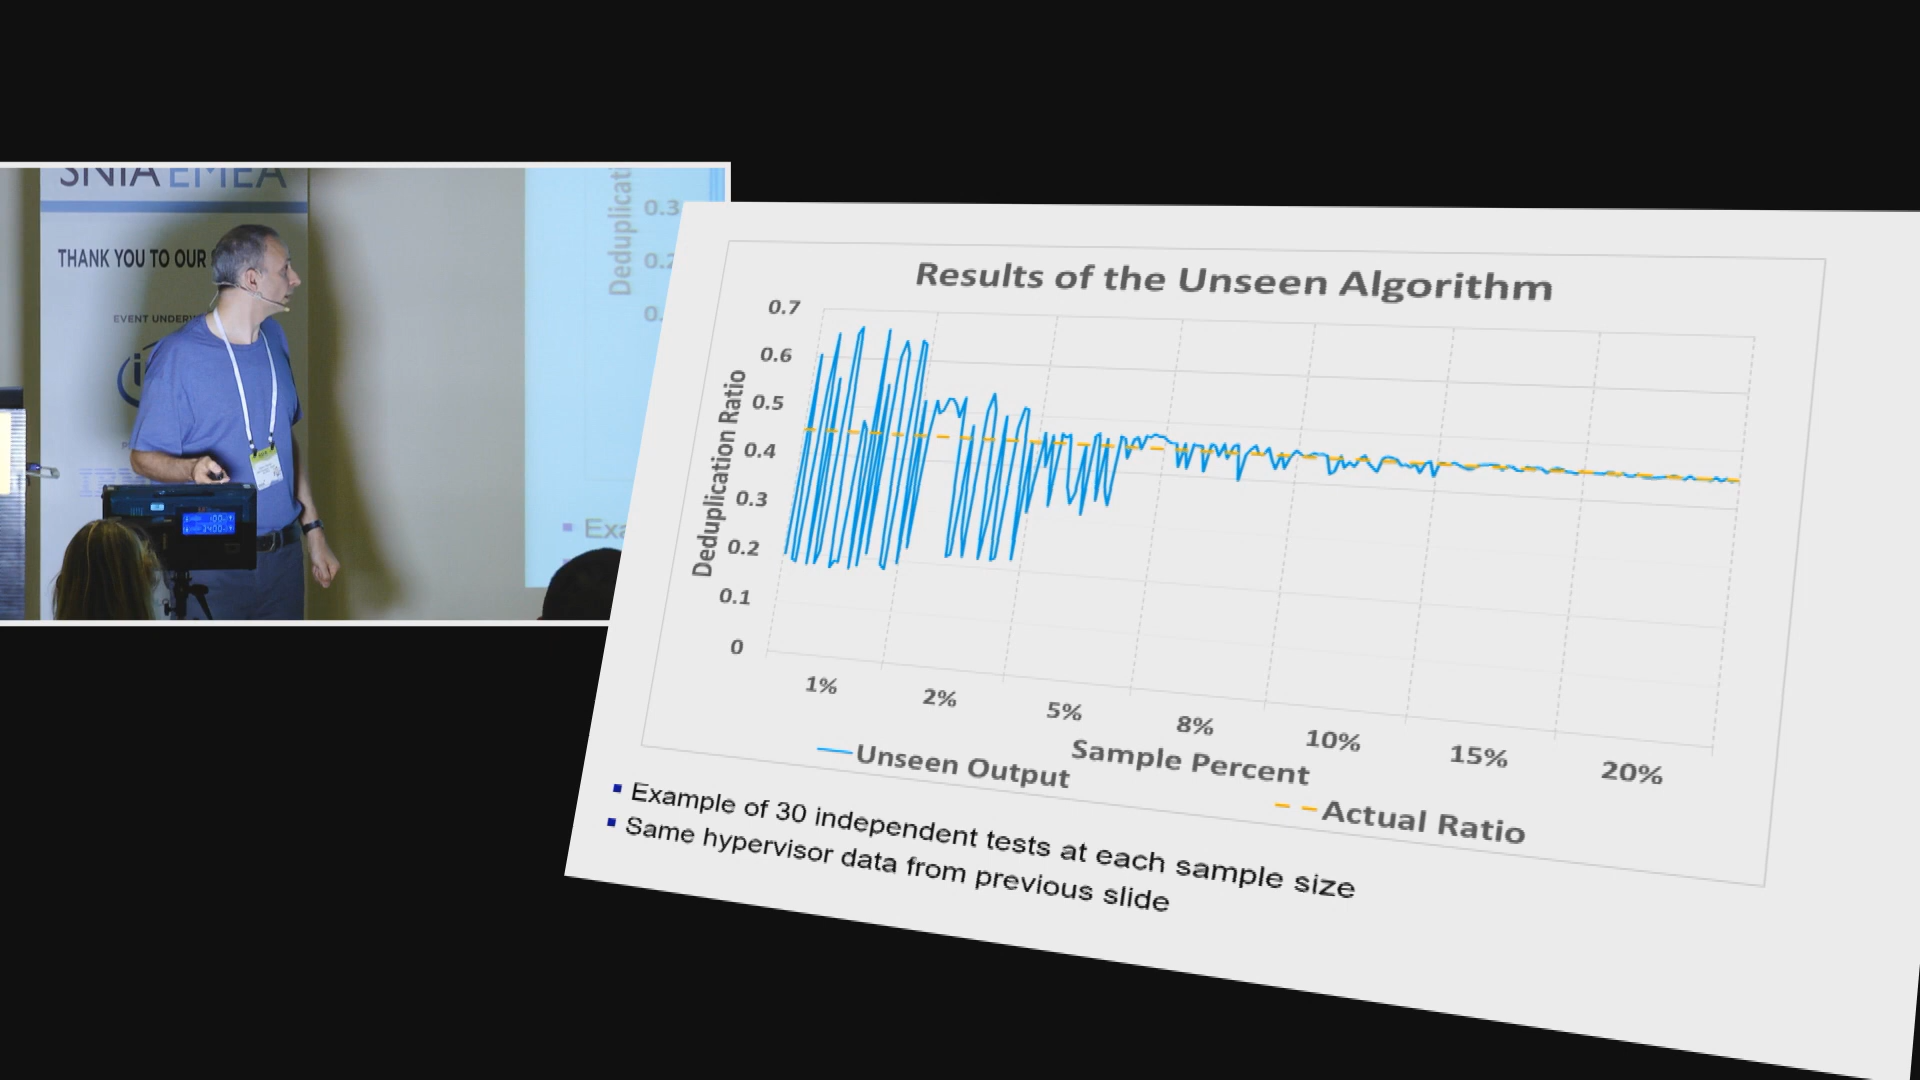 SNIA EMEA
THANK YOU TO OUR
EVENT UNDERW
Deduplicati
0.3
0.2
0.
Exa
Results of the Unseen Algorithm
Deduplication Ratio
0.7
0.6
0.5
0.4
0.3
0.2
0.1
0
1% 2% 5% 8% 10% 15% 20%
Sample Percent
Unseen Output
Actual Ratio
▪ Example of 30 independent tests at each sample size
▪ Same hypervisor data from previous slide